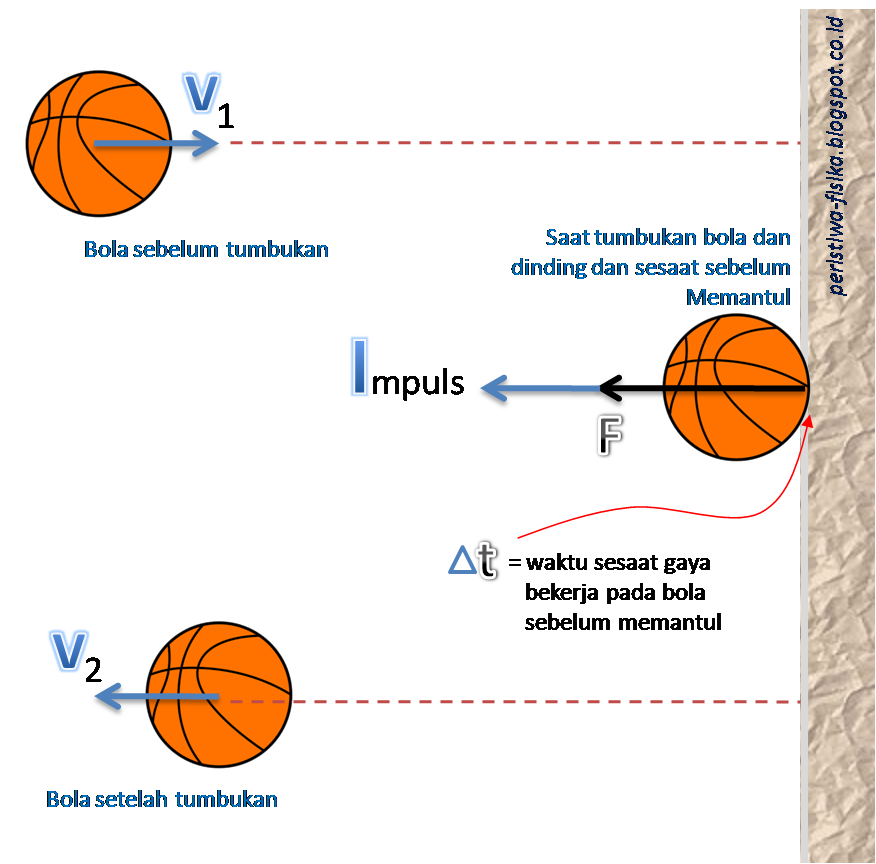 V1
Bola sebelum tumbukan
Saat tumbukan bola dan
dinding dan sesaat sebelum
Memantul
Impuls
F
Δt = waktu sesaat gaya
bekerja pada bola
sebelum memantul
V2
Bola setelah tumbukan
peristiwa-fisika.blogspot.co.id